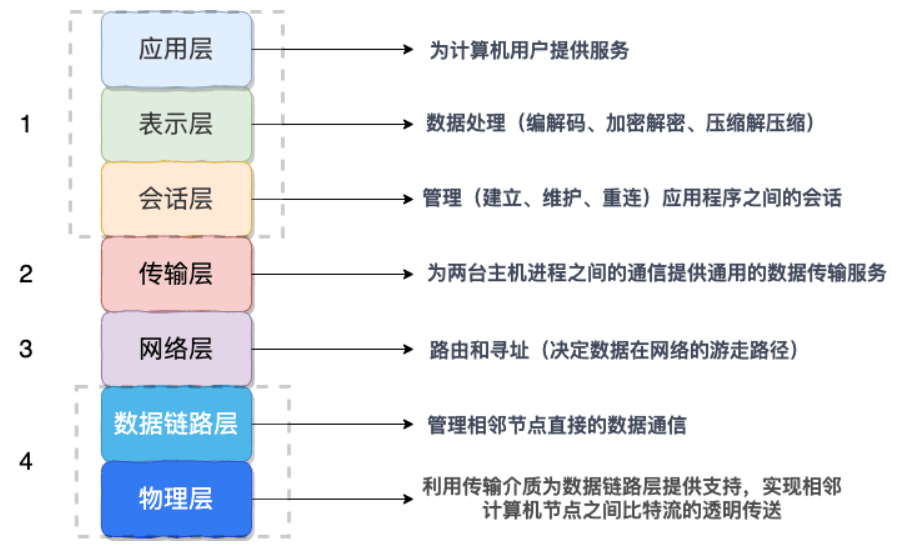 应用层
为计算机用户提供服务
1
表示层
数据处理（编解码、加密解密、压缩解压缩）
会话层
管理（建立、维护、重连）应用程序之间的会话
2
传输层
为两台主机进程之间的通信提供通用的数据传输服务
3
网络层
路由和寻址（决定数据在网络的游走路径）
数据链路层
管理相邻节点直接的数据通信
4
物理层
利用传输介质为数据链路层提供支持，实现相邻
计算机节点之间比特流的透明传送